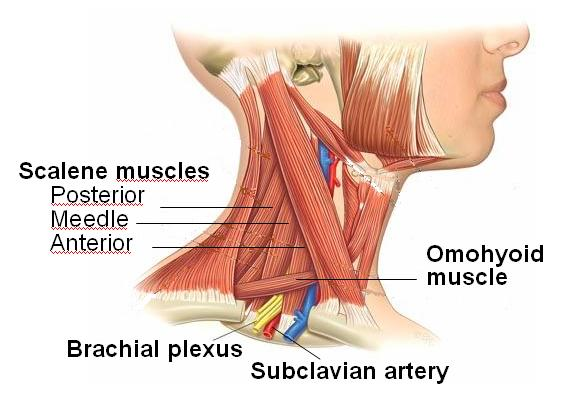 Scalene muscles
Posterior
Meedle
Anterior
Omohyoid
muscle
Brachial plexus
Subclavian artery